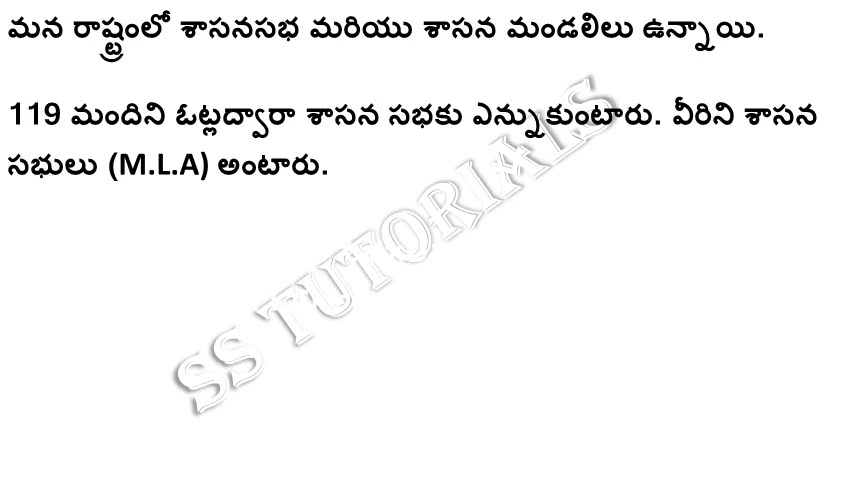 మన రాష్ట్రంలో శాసనసభ మరియు శాసన మండలిలు ఉన్నాయి.
119 మందిని ఓట్లద్వారా శాసన సభకు ఎన్నుకుంటారు. వీరిని శాసన
సభులు (M.L.A) అంటారు.
SS TUTORIALS